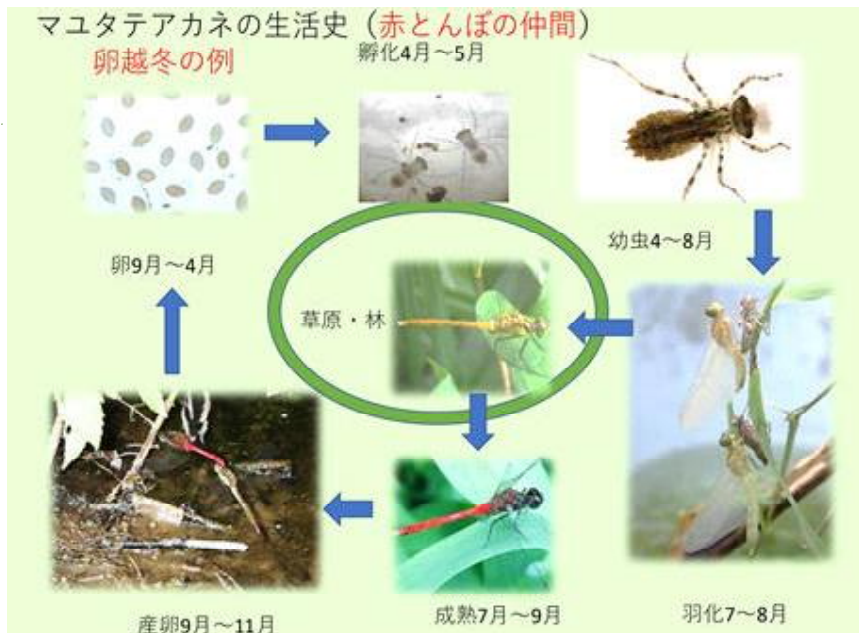 マユタテアカネの生活史（赤とんぼの仲間）
卵越冬の例
孵化4月～5月
幼虫4～8月
卵9月～4月
草原・林
産卵9月～11月
成熟7月～9月
羽化7～8月